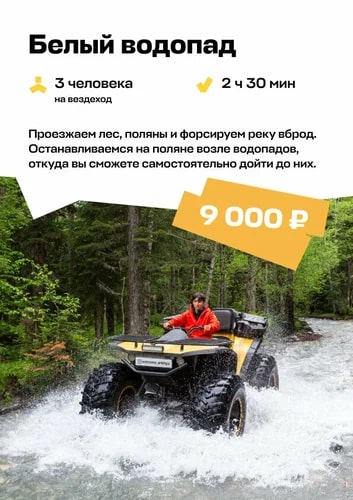 Белый водопад
3 человека
на вездеход
2 ч 30 мин
Проезжаем лес, поляны и форсируем реку вброд.
Останавливаемся на поляне возле водопадов,
откуда вы сможете самостоятельно дойти до них.
9 000 ₽